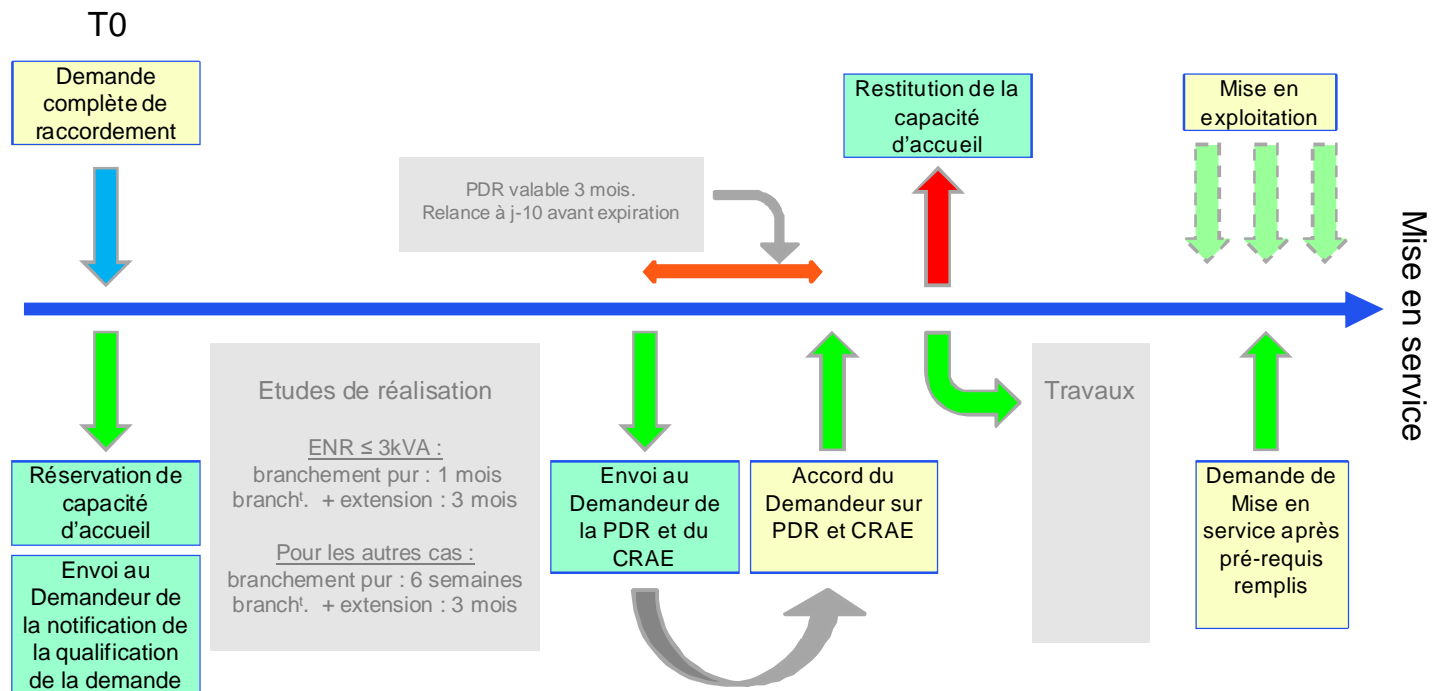 T0
Demande
complète de
raccordement
Restitution de la
capacité
d'accueil
Mise en
exploitation
PDR valable 3 mois.
Relance à j-10 avant expiration
Mise en service
Etudes de réalisation
ENR ≤ 3kVA :
branchement pur : 1 mois
brancht. + extension : 3 mois
Pour les autres cas :
branchement pur : 6 semaines
brancht. + extension : 3 mois
Travaux
Réservation de
capacité
d'accueil
Envoi au
Demandeur de
la notification de
la qualification
de la demande
Envoi au
Demandeur de
la PDR et du
CRAE
Accord du
Demandeur sur
PDR et CRAE
Demande de
Mise en
service après
pré-requis
remplis